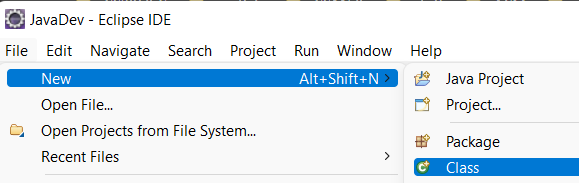 JavaDev - Eclipse IDE
File Edit Navigate Search Project Run Window Help
New Alt+Shift+N
Open File...
Open Projects from File System...
Recent Files
Java Project
Project...
Package
Class